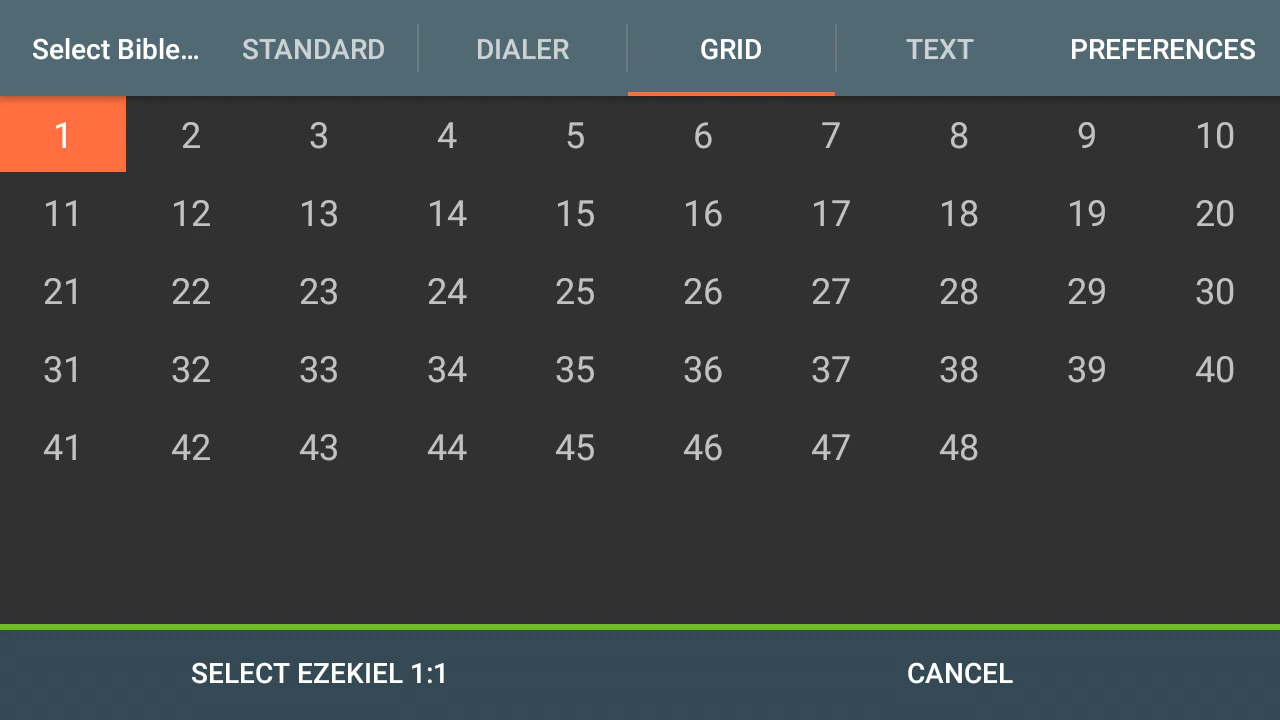 Select Bible... STANDARD DIALER GRID TEXT PREFERENCES
1 2 3 4 5 6 7 8 9 10
11 12 13 14 15 16 17 18 19 20
21 22 23 24 25 26 27 28 29 30
31 32 33 34 35 36 37 38 39 40
41 42 43 44 45 46 47 48
SELECT EZEKIEL 1:1 CANCEL